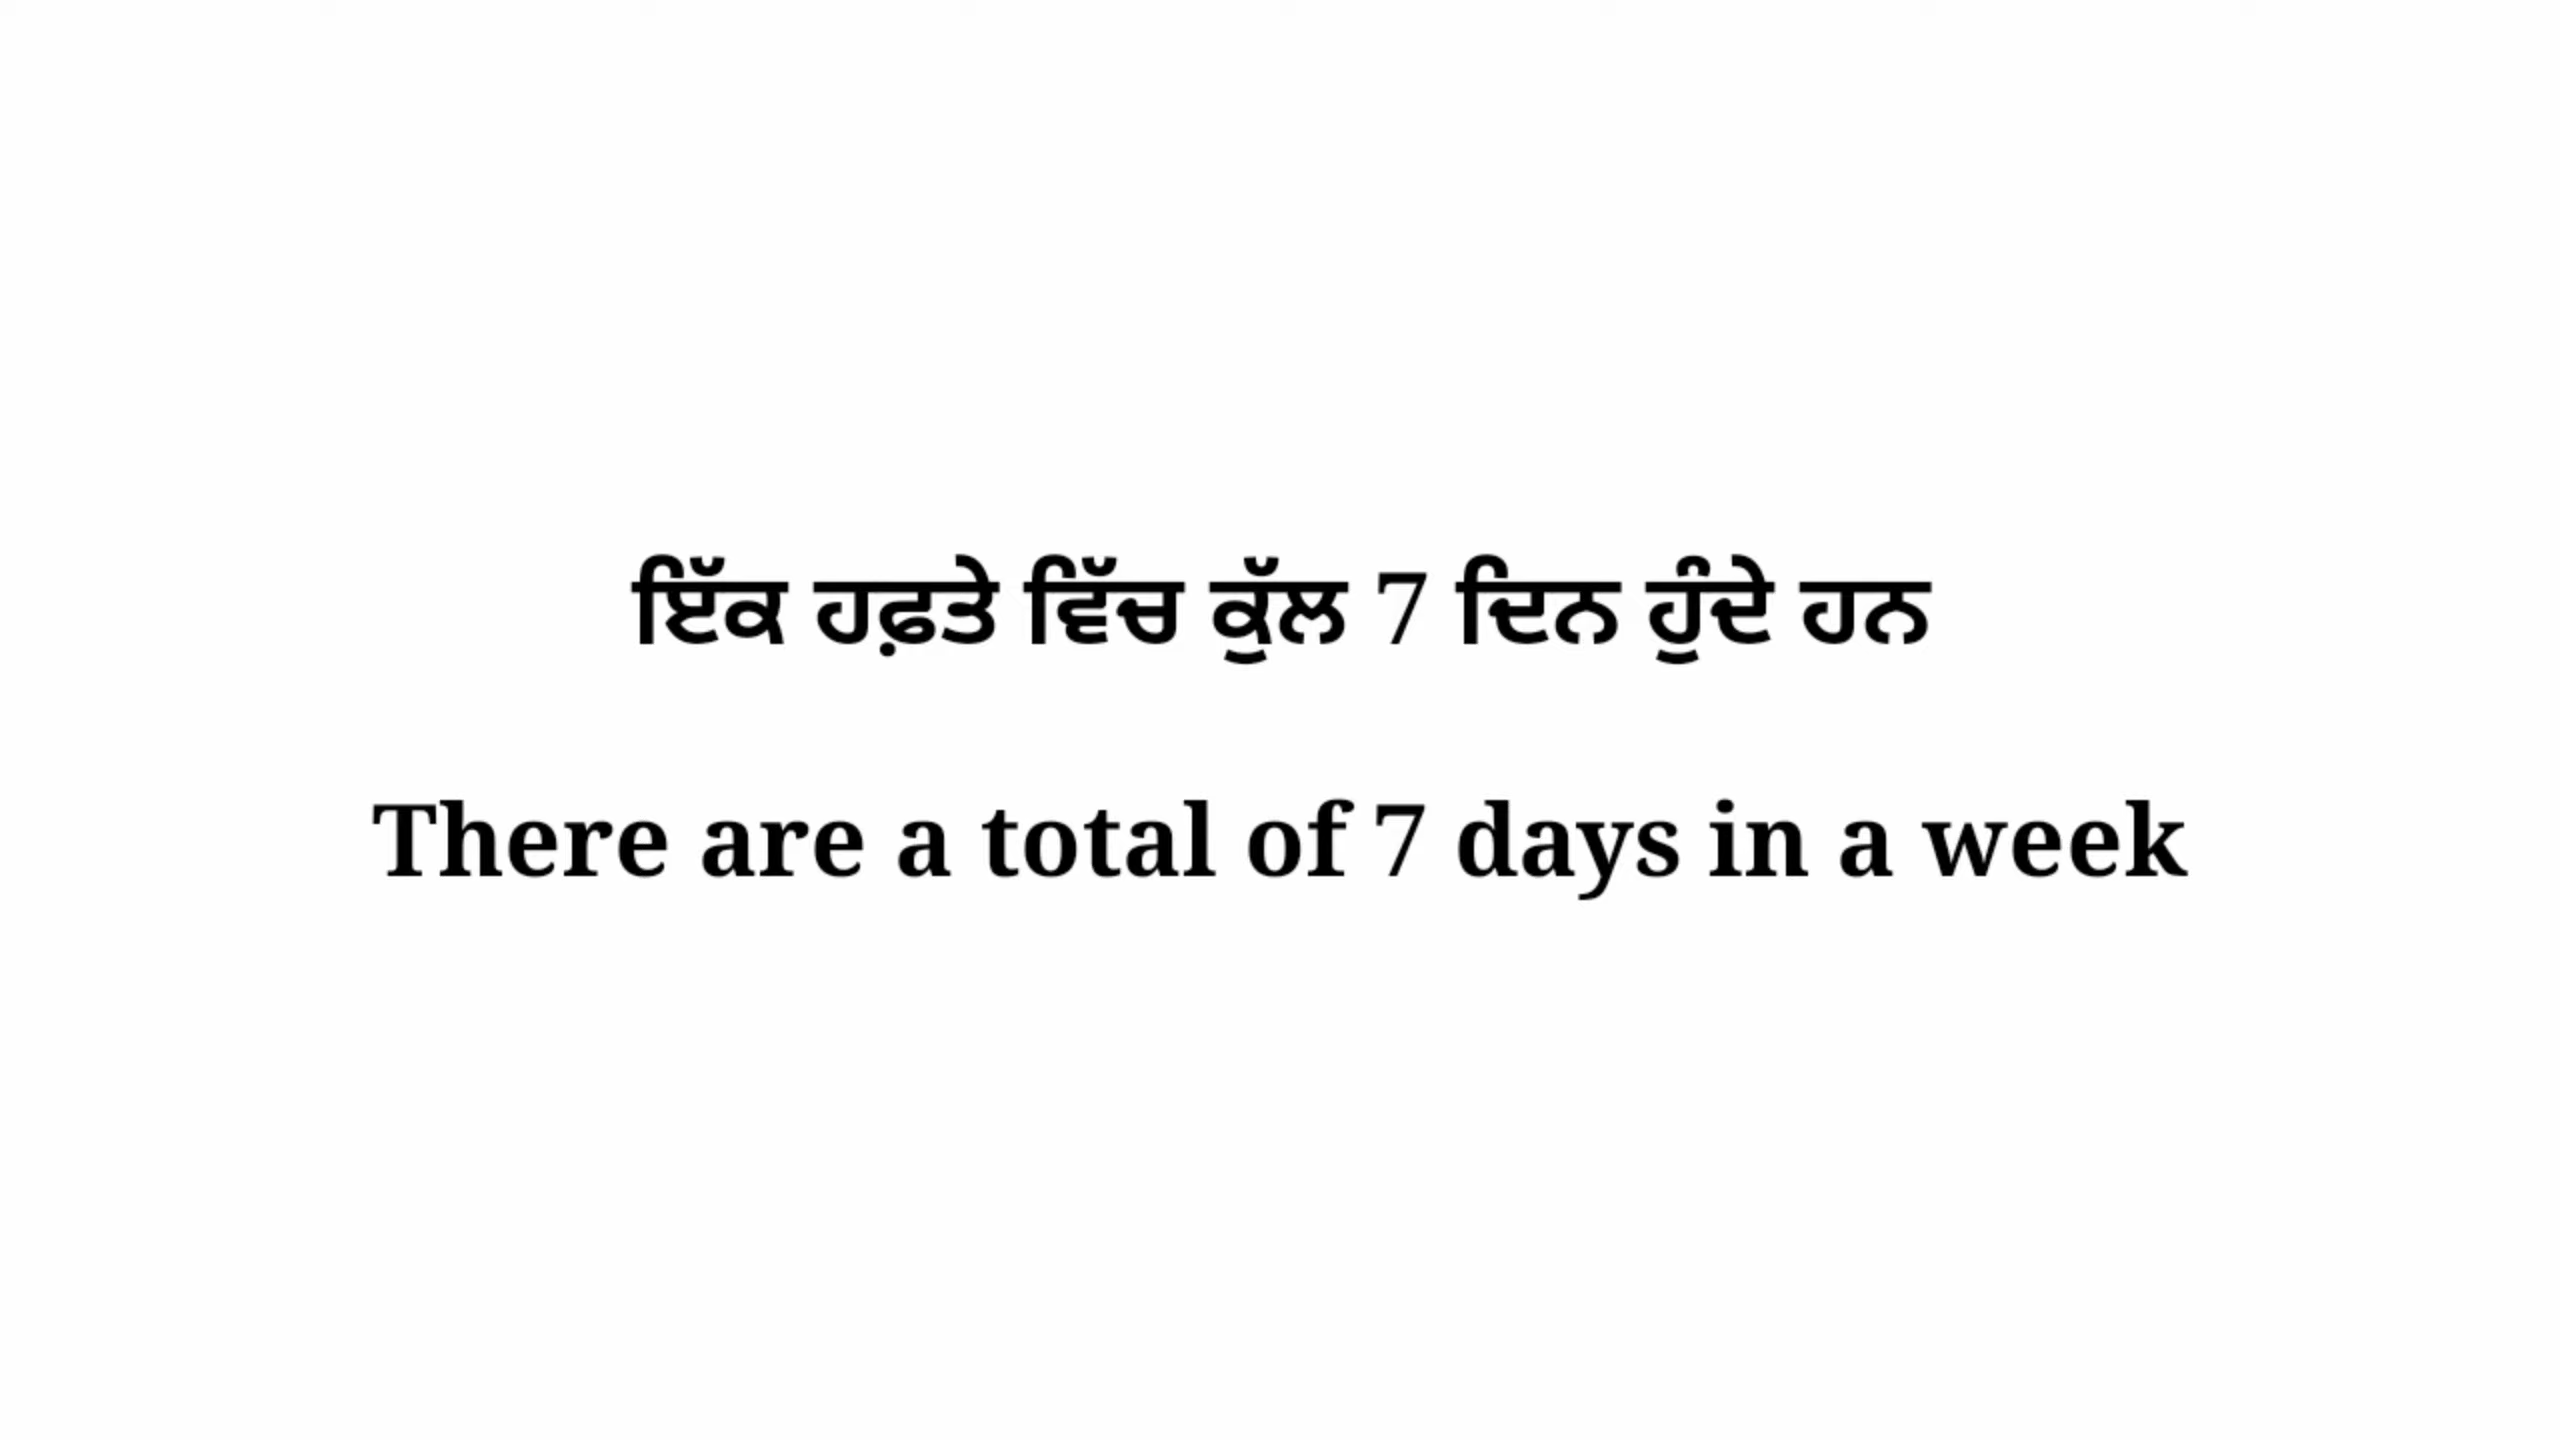 ਇੱਕ ਹਫ਼ਤੇ ਵਿੱਚ ਕੁੱਲ 7 ਦਿਨ ਹੁੰਦੇ ਹਨ
There are a total of 7 days in a week